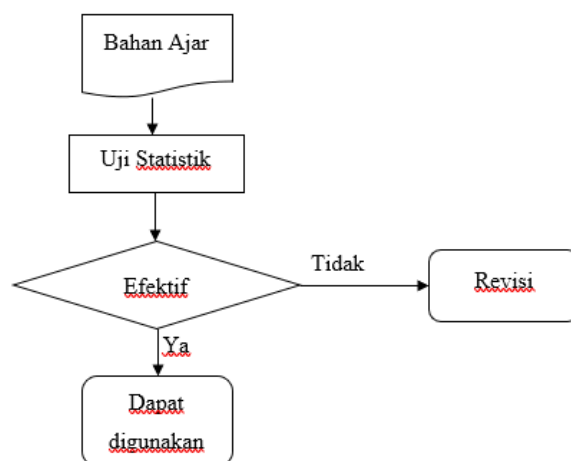 Bahan Ajar
Uji Statistik
Efektif
Tidak
Revisi
Ya
Dapat
digunakan